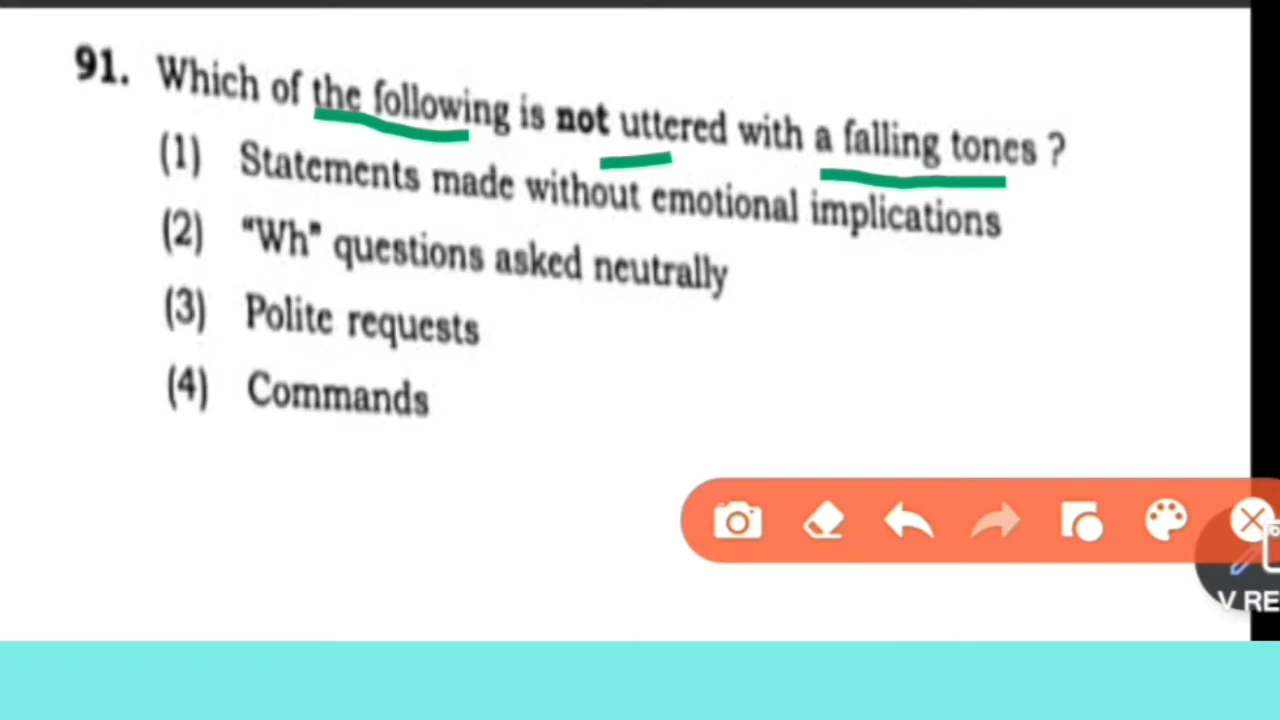 91. Which of the following is not uttered with a falling tones ?
(1) Statements made without emotional implications
(2) “Wh” questions asked neutrally
(3) Polite requests
(4) Commands
V RE